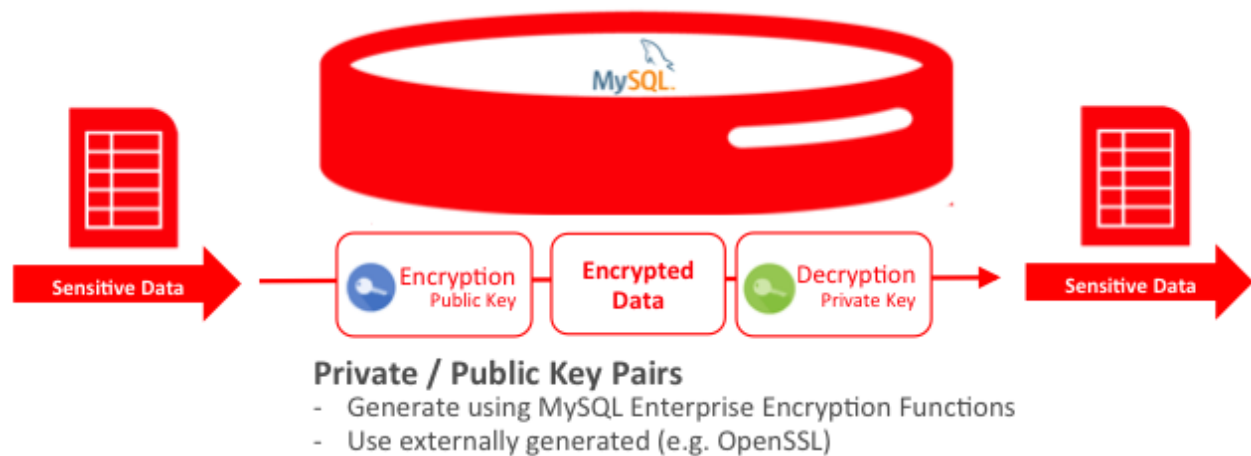 MySQL.
Sensitive Data
Encryption
Public Key
Encrypted
Data
Decryption
Private Key
Sensitive Data
Private / Public Key Pairs
- Generate using MySQL Enterprise Encryption Functions
- Use externally generated (e.g. OpenSSL)